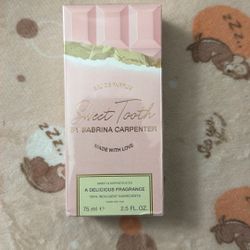 EAU DE PARFUM
Sweet Tooth
BY SABRINA CARPENTER
MADE WITH LOVE
A DELICIOUS FRAGRANCE
75 ml ℮ 2.5 FL. OZ.